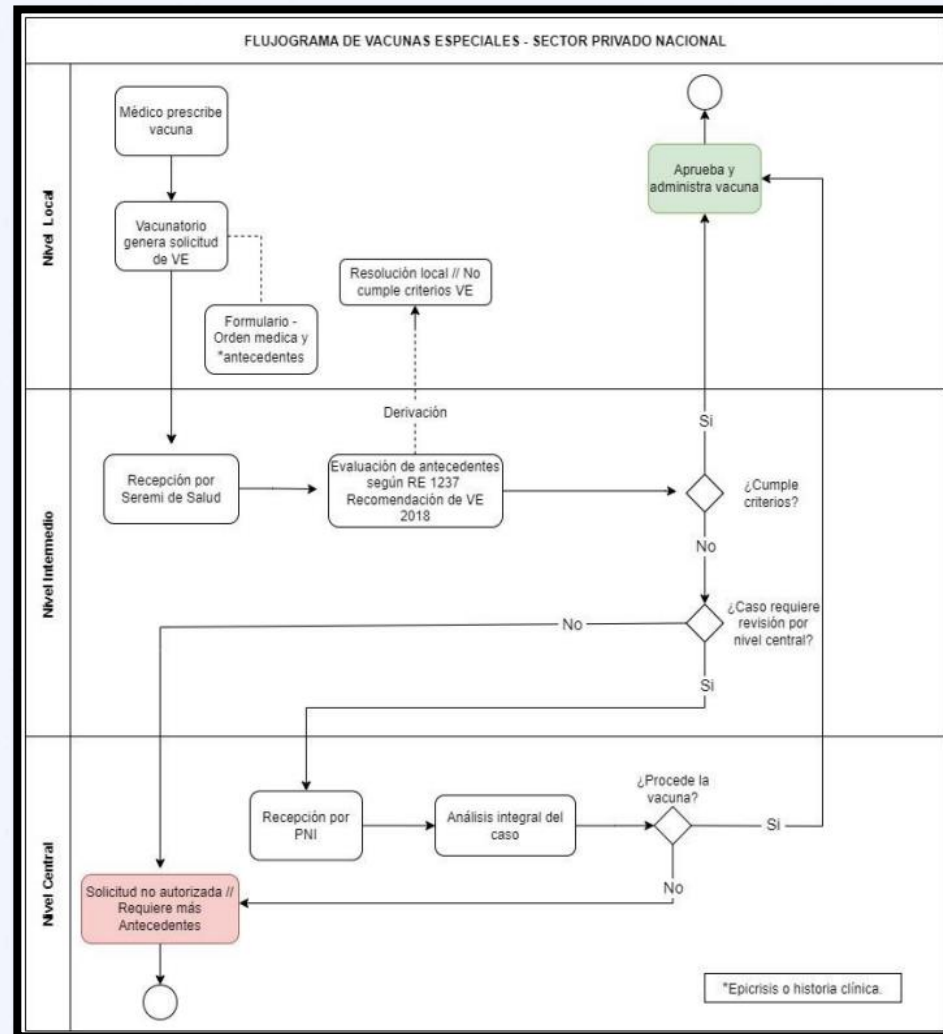 FLUJOGRAMA DE VACUNAS ESPECIALES - SECTOR PRIVADO NACIONAL
Nivel Local
Médico prescribe
vacuna
Vacunatorio
genera solicitud
de VE
Formulario -
Orden medica y
*antecedentes
Resolución local // No
cumple criterios VE
Aprueba y
administra vacuna
Nivel Intermedio
Derivación
Recepción por
Seremi de Salud
Evaluación de antecedentes
según RE 1237
Recomendación de VE
2018
Si
¿Cumple
criterios?
No
¿Caso requiere
revisión por
nivel central?
No
Si
Nivel Central
Recepción por
PNI
Análisis integral del
caso
¿Procede la
vacuna?
Si
No
Solicitud no autorizada //
Requiere más
Antecedentes
*Epicrisis o historia clínica.